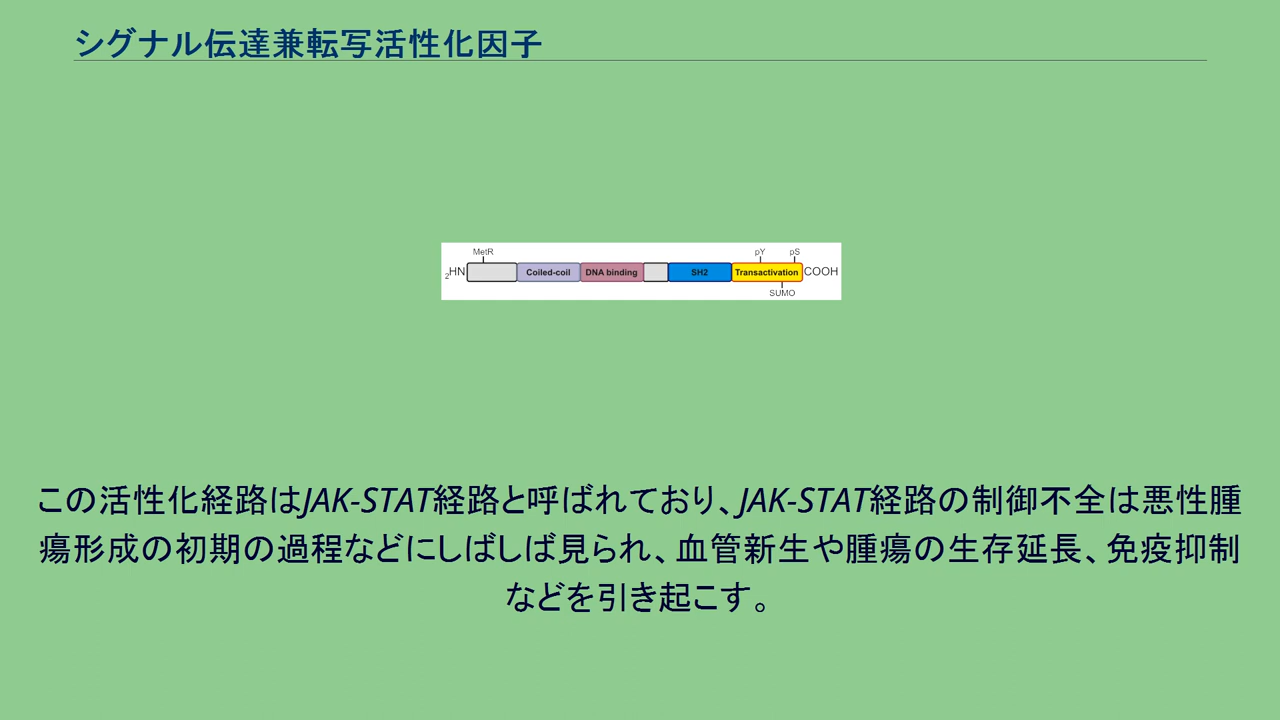 シグナル伝達兼転写活性化因子
MetR pY pS
2HN Coiled-coil DNA binding SH2 Transactivation COOH
SUMO
この活性化経路はJAK-STAT経路と呼ばれており、JAK-STAT経路の制御不全は悪性腫
瘍形成の初期の過程などにしばしば見られ、血管新生や腫瘍の生存延長、免疫抑制
などを引き起こす。